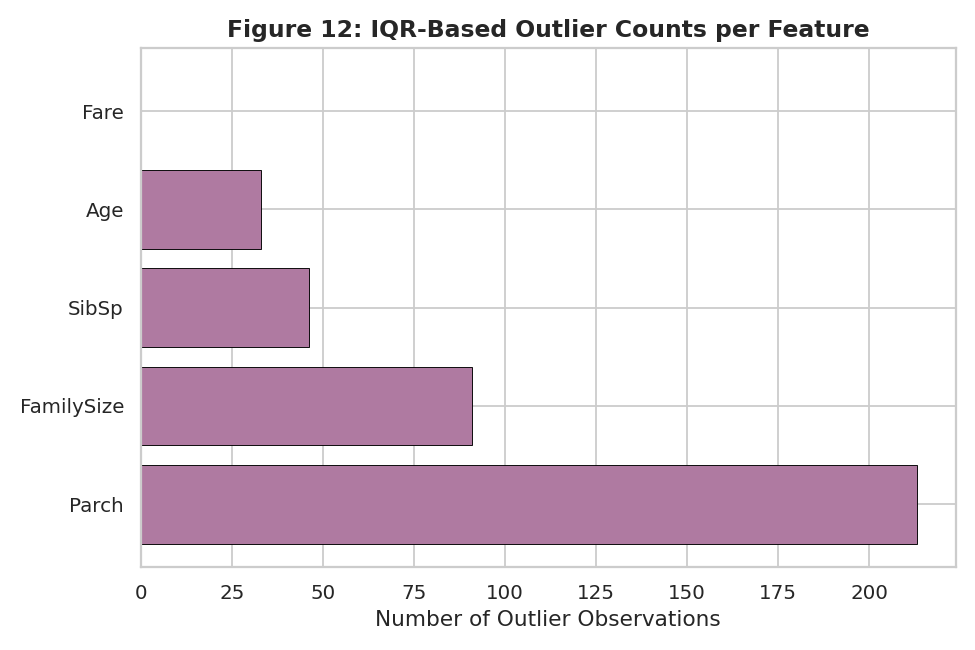 Figure 12: IQR-Based Outlier Counts per Feature
Fare
Age
SibSp
FamilySize
Parch
0 25 50 75 100 125 150 175 200
Number of Outlier Observations